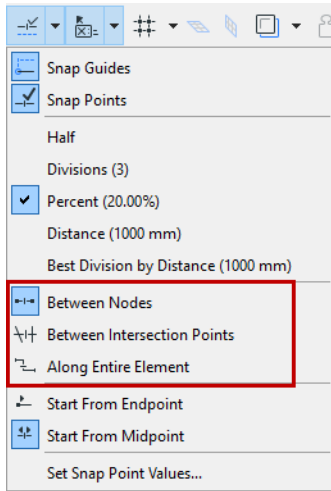 Snap Guides
Snap Points
Half
Divisions (3)
Percent (20.00%)
Distance (1000 mm)
Best Division by Distance (1000 mm)
Between Nodes
Between Intersection Points
Along Entire Element
Start From Endpoint
Start From Midpoint
Set Snap Point Values...